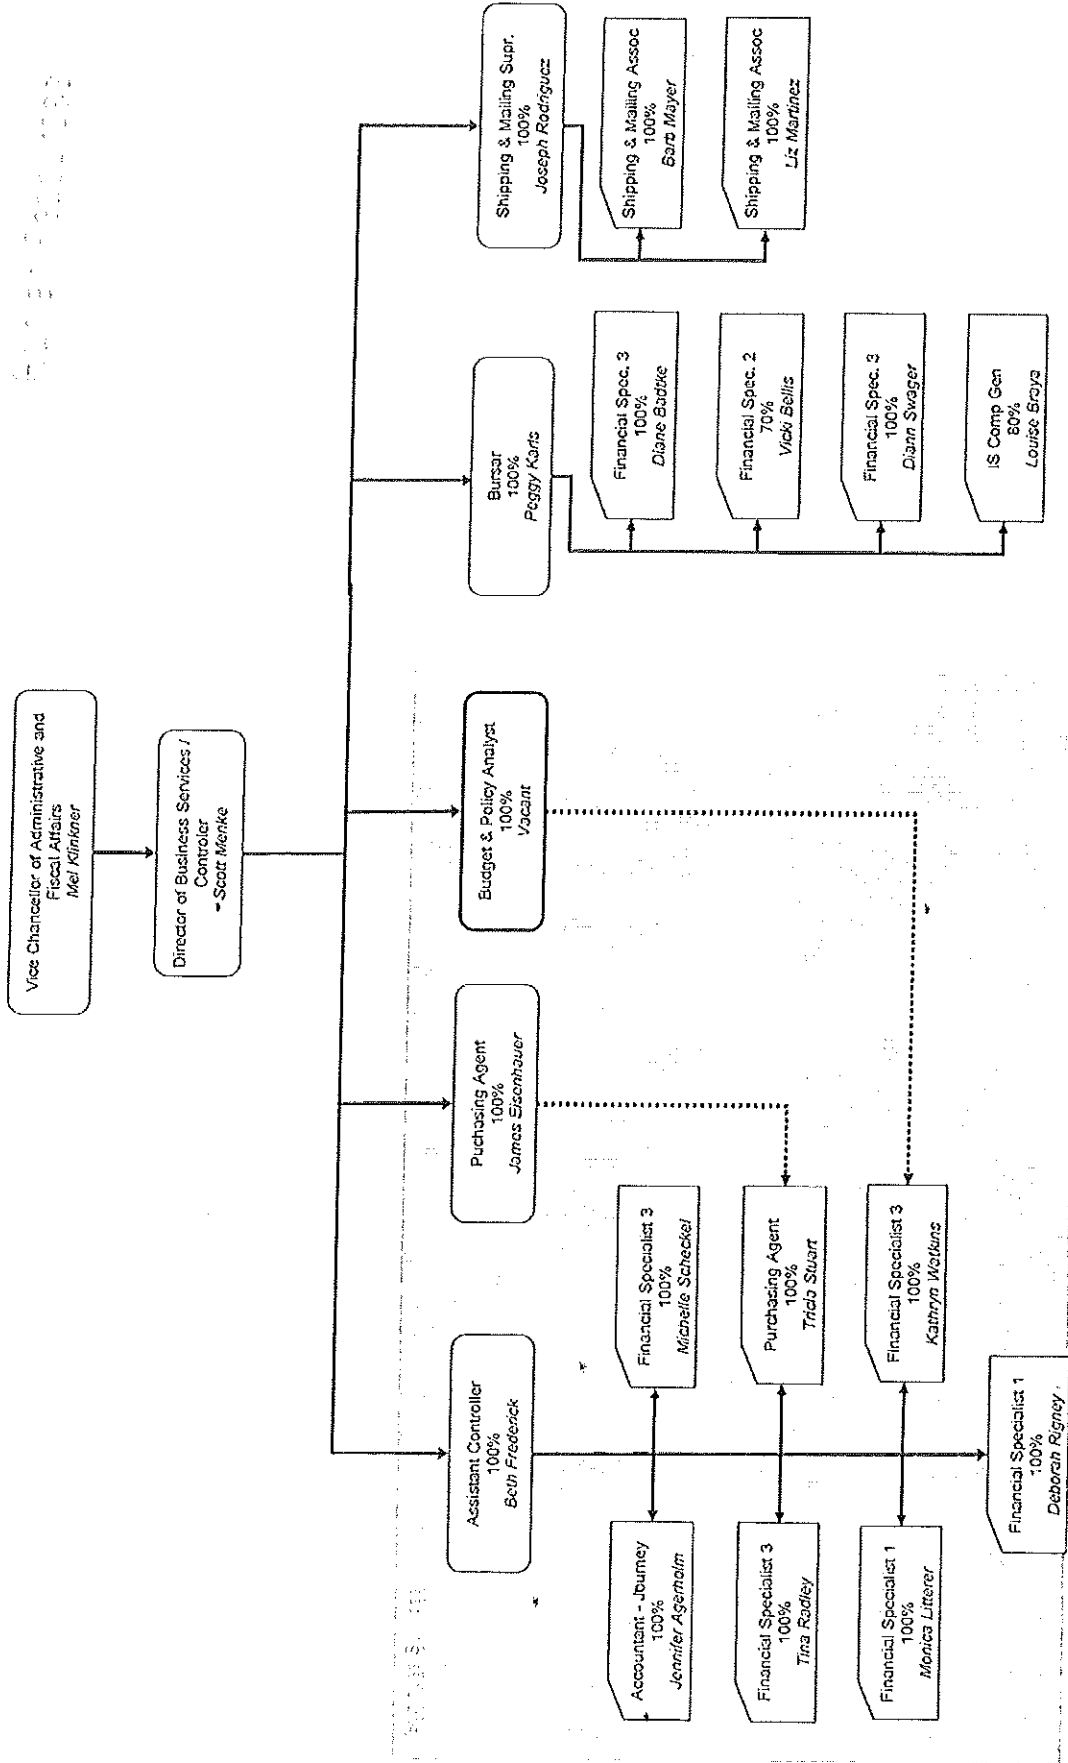 Vice Chancellor of Administrative and
Fiscal Affairs
Mel Klinkner
Director of Business Services /
Controler
Scott Menke
Assistant Controller
100%
Beth Frederick
Puchasing Agent
100%
James Eisenhauer
Budget & Policy Analyst
100%
Vacant
Bursar
100%
Peggy Karls
Shipping & Mailing Supr.
100%
Joseph Rodriguez
Accountant - Journey
100%
Jennifer Agerholm
Financial Specialist 3
100%
Michelle Scheckel
Financial Specialist 3
100%
Tina Radley
Purchasing Agent
100%
Tricia Stuart
Financial Specialist 1
100%
Monica Litterer
Financial Specialist 3
100%
Kathryn Watkins
Financial Specialist 1
100%
Deborah Rigney
Financial Spec. 3
100%
Diane Badtke
Financial Spec. 2
70%
Vicki Bellis
Financial Spec. 3
100%
Diann Swager
IS Comp Gen
Louise
Shipping & Mailing Assoc
100%
Barb Mayer
Shipping & Mailing Assoc
100%
Liz Martinez